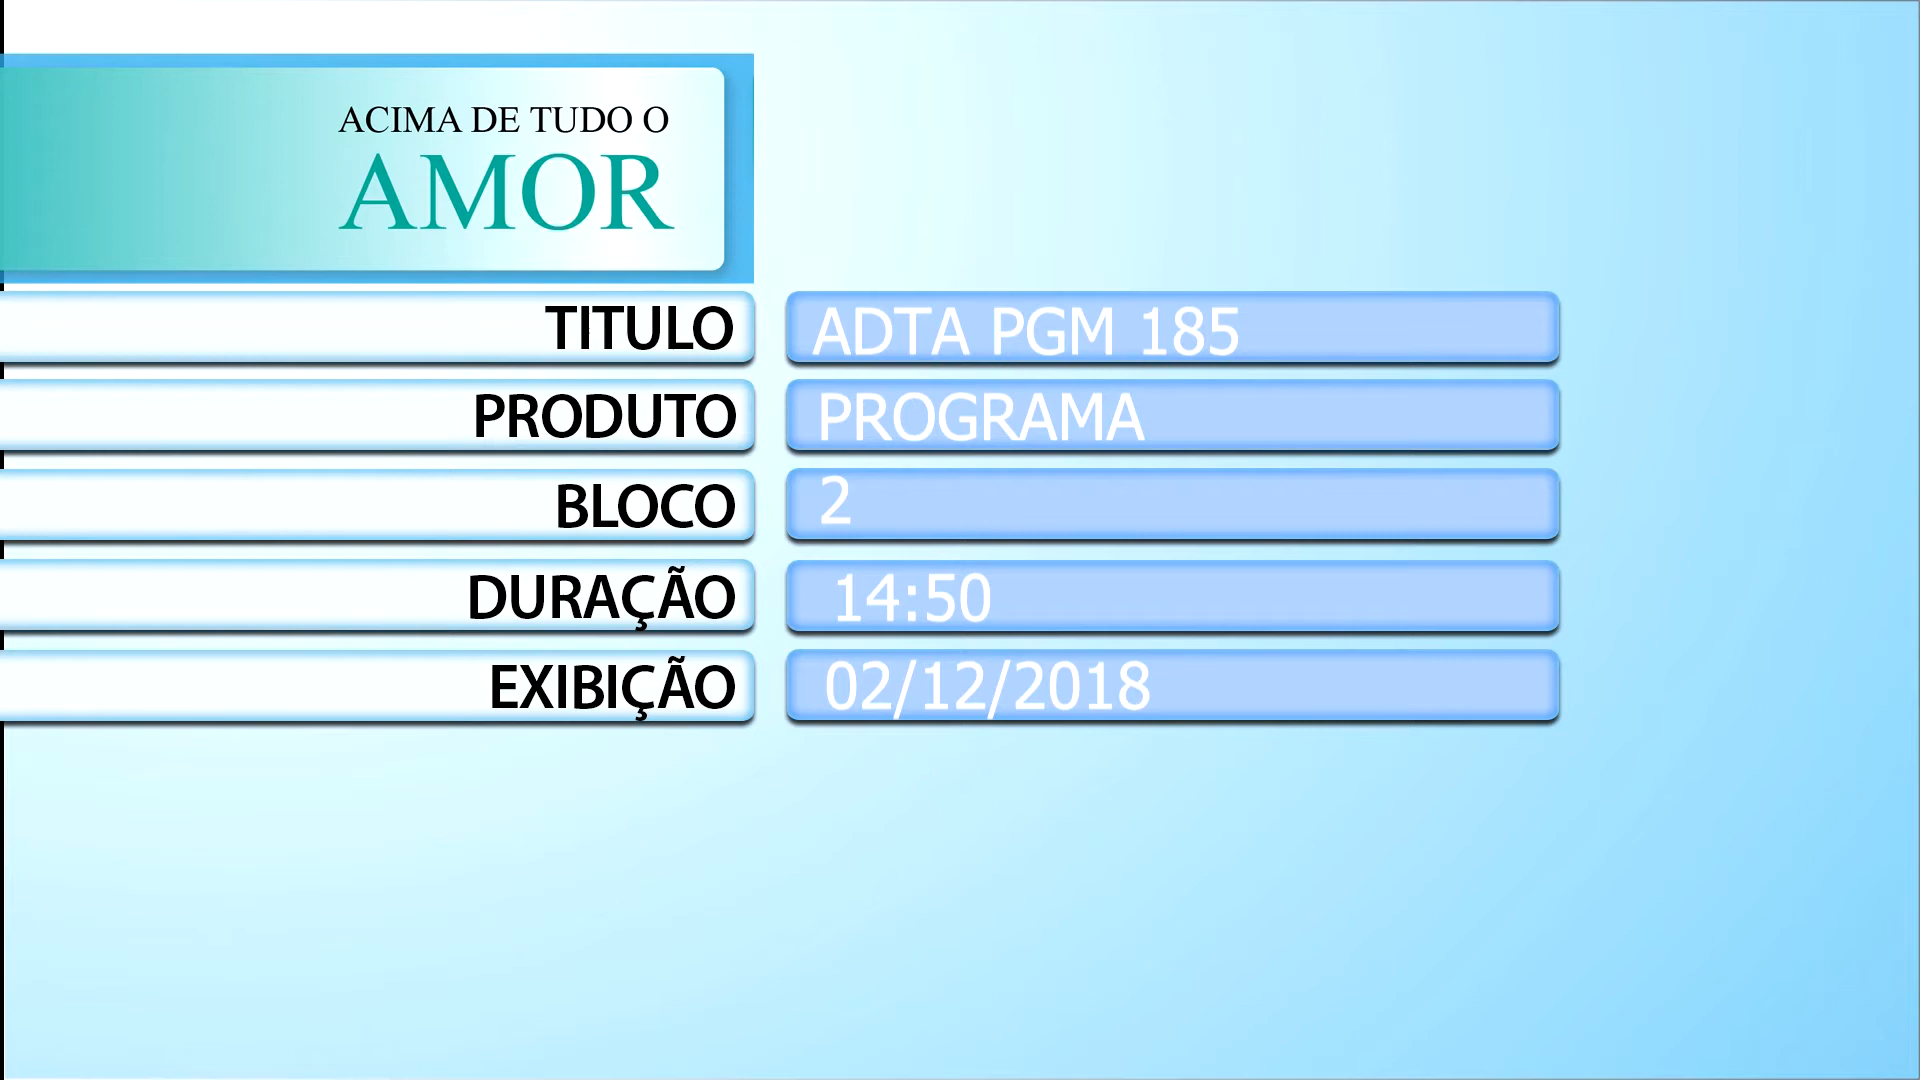 ACIMA DE TUDO O
AMOR
TITULO ADTA PGM 185
PRODUTO PROGRAMA
BLOCO 2
DURAÇÃO 14:50
EXIBIÇÃO 02/12/2018